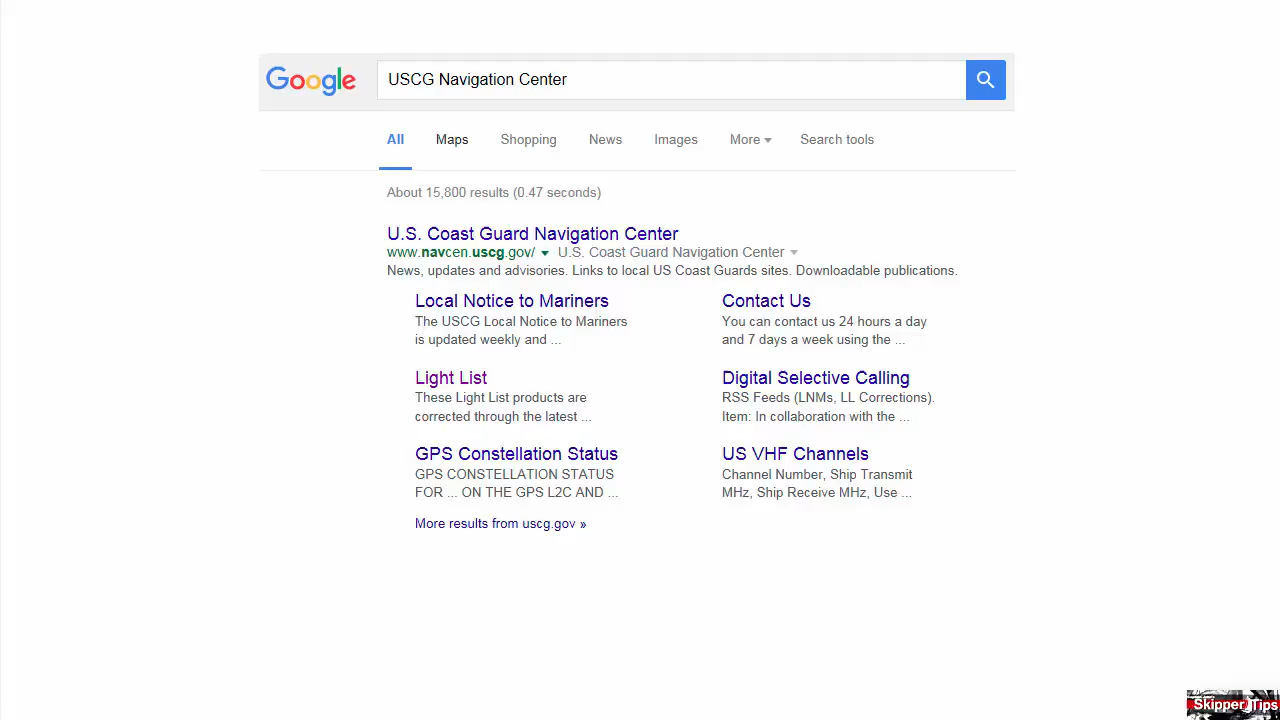 Google
USCG Navigation Center
All Maps Shopping News Images More Search tools
About 15,800 results (0.47 seconds)
U.S. Coast Guard Navigation Center
www.navcen.uscg.gov/ U.S. Coast Guard Navigation Center
News, updates and advisories. Links to local US Coast Guards sites. Downloadable publications.
Local Notice to Mariners
The USCG Local Notice to Mariners
is updated weekly and ...
Contact Us
You can contact us 24 hours a day
and 7 days a week using the ...
Light List
These Light List products are
corrected through the latest ...
Digital Selective Calling
RSS Feeds (LNMs, LL Corrections).
Item: In collaboration with the ...
GPS Constellation Status
GPS CONSTELLATION STATUS
FOR ... ON THE GPS L2C AND ...
US VHF Channels
Channel Number, Ship Transmit
MHz, Ship Receive MHz, Use ...
More results from uscg.gov »
Skipper Tips